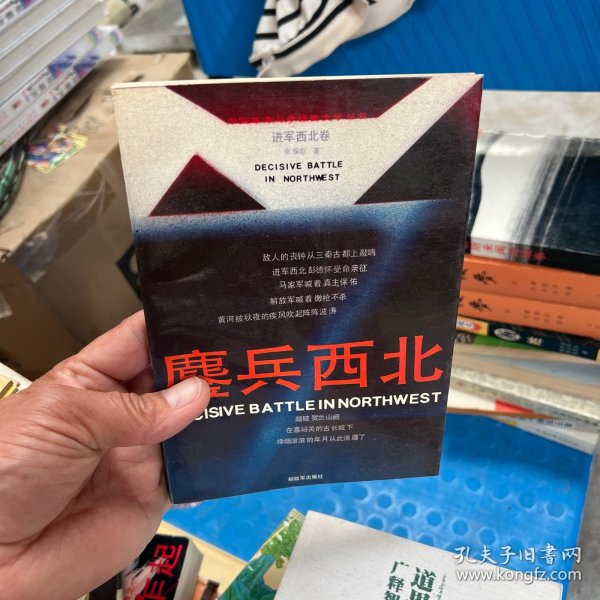 进军西北卷
张俊彪 著
DECISIVE BATTLE
IN NORTHWEST
敌人的丧钟从三秦古都上敲响
进军西北彭德怀受命亲征
马家军喊着真主保佑
解放军喊着缴枪不杀
黄河被秋夜的疾风吹起阵阵波涛
鏖兵西北
CISIVE BATTLE IN NORTHWEST
踏破贺兰山阙
在嘉峪关的古长城下
烽烟滚滚的年月从此消遁了
解放军出版社
孔夫子旧书网
www.kongfz.com